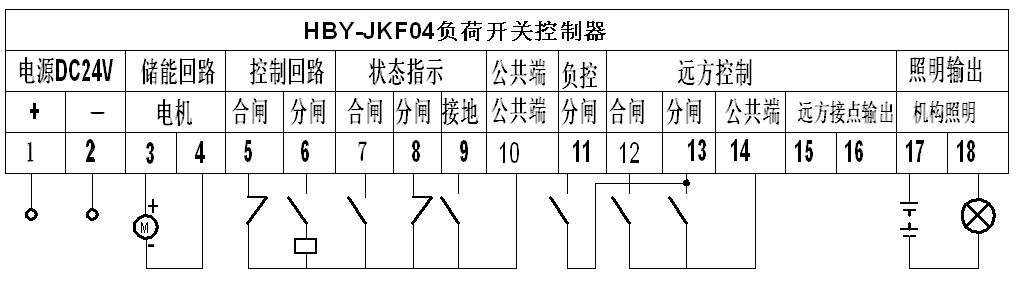 HBY-JKF04负荷开关控制器
电源DC24V 储能回路 控制回路 状态指示 公共端 负控 远方控制 照明输出
+ — 电机 合闸 分闸 合闸 分闸 接地 公共端 分闸 合闸 分闸 公共端 远方接点输出 机构照明
1 2 3 4 5 6 7 8 9 10 11 12 13 14 15 16 17 18
+
M
-